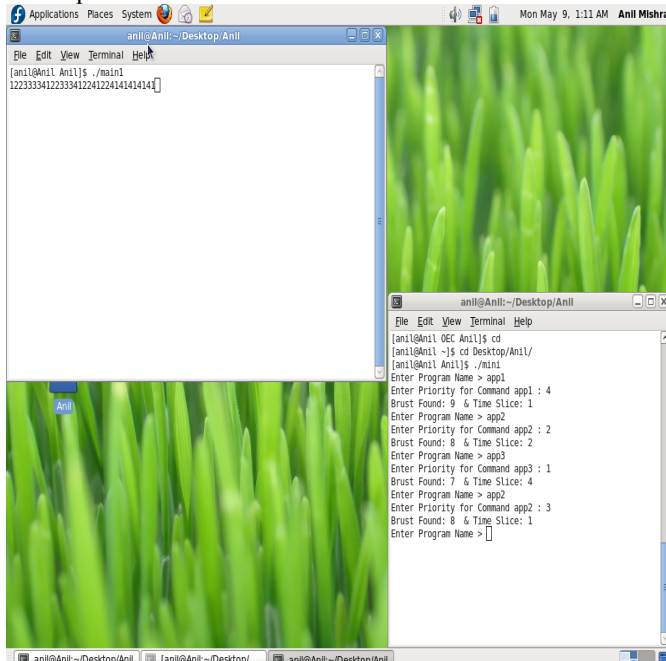 Applications Places System Mon May 9, 1:11 AM Anil Mishra
anil@Anil:~/Desktop/Anil
File Edit View Terminal Help
[anil@Anil Anil]$ ./main1
12233334122333412241224141414141
Anil
anil@Anil:~/Desktop/Anil
File Edit View Terminal Help
[anil@Anil OEC Anil]$ cd
[anil@Anil ~]$ cd Desktop/Anil/
[anil@Anil Anil]$ ./mini
Enter Program Name > app1
Enter Priority for Command app1 : 4
Brust Found: 9 & Time Slice: 1
Enter Program Name > app2
Enter Priority for Command app2 : 2
Brust Found: 8 & Time Slice: 2
Enter Program Name > app3
Enter Priority for Command app3 : 1
Brust Found: 7 & Time Slice: 4
Enter Program Name > app2
Enter Priority for Command app2 : 3
Brust Found: 8 & Time Slice: 1
Enter Program Name >
anil@Anil:~/Desktop/Anil [anil@Anil:~/Desktop/... anil@Anil:~/Desktop/Anil